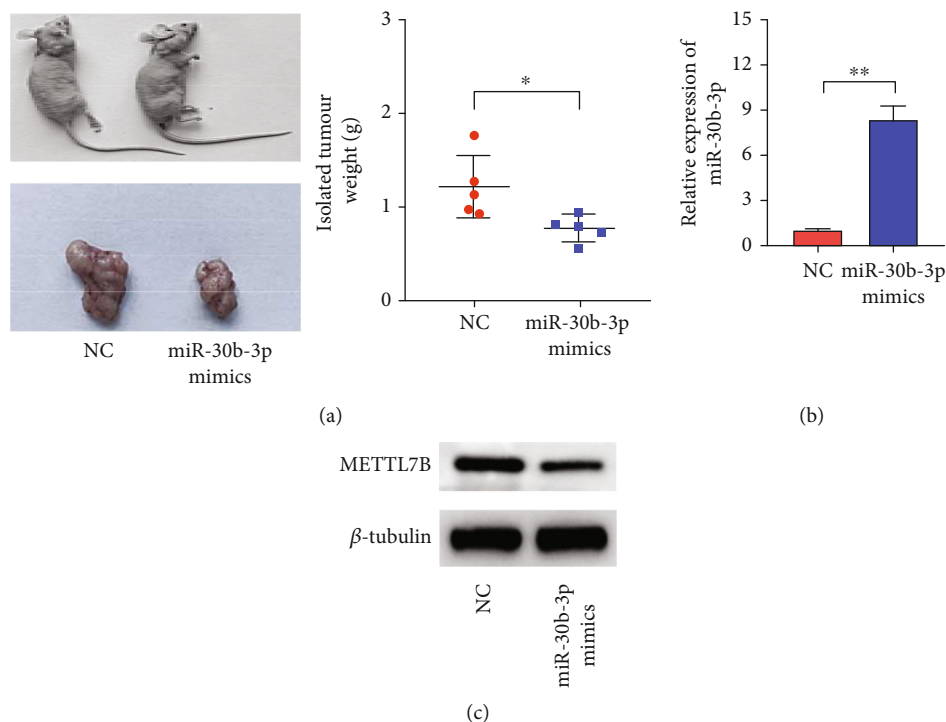 NC
miR-30b-3p
mimics
Isolated tumour
weight (g)
3
2
1
0
*
NC
miR-30b-3p
mimics
(a)
Relative expression of
miR-30b-3p
15
12
9
6
3
0
**
NC
miR-30b-3p
mimics
(b)
METTL7B
β-tubulin
NC
miR-30b-3p
mimics
(c)